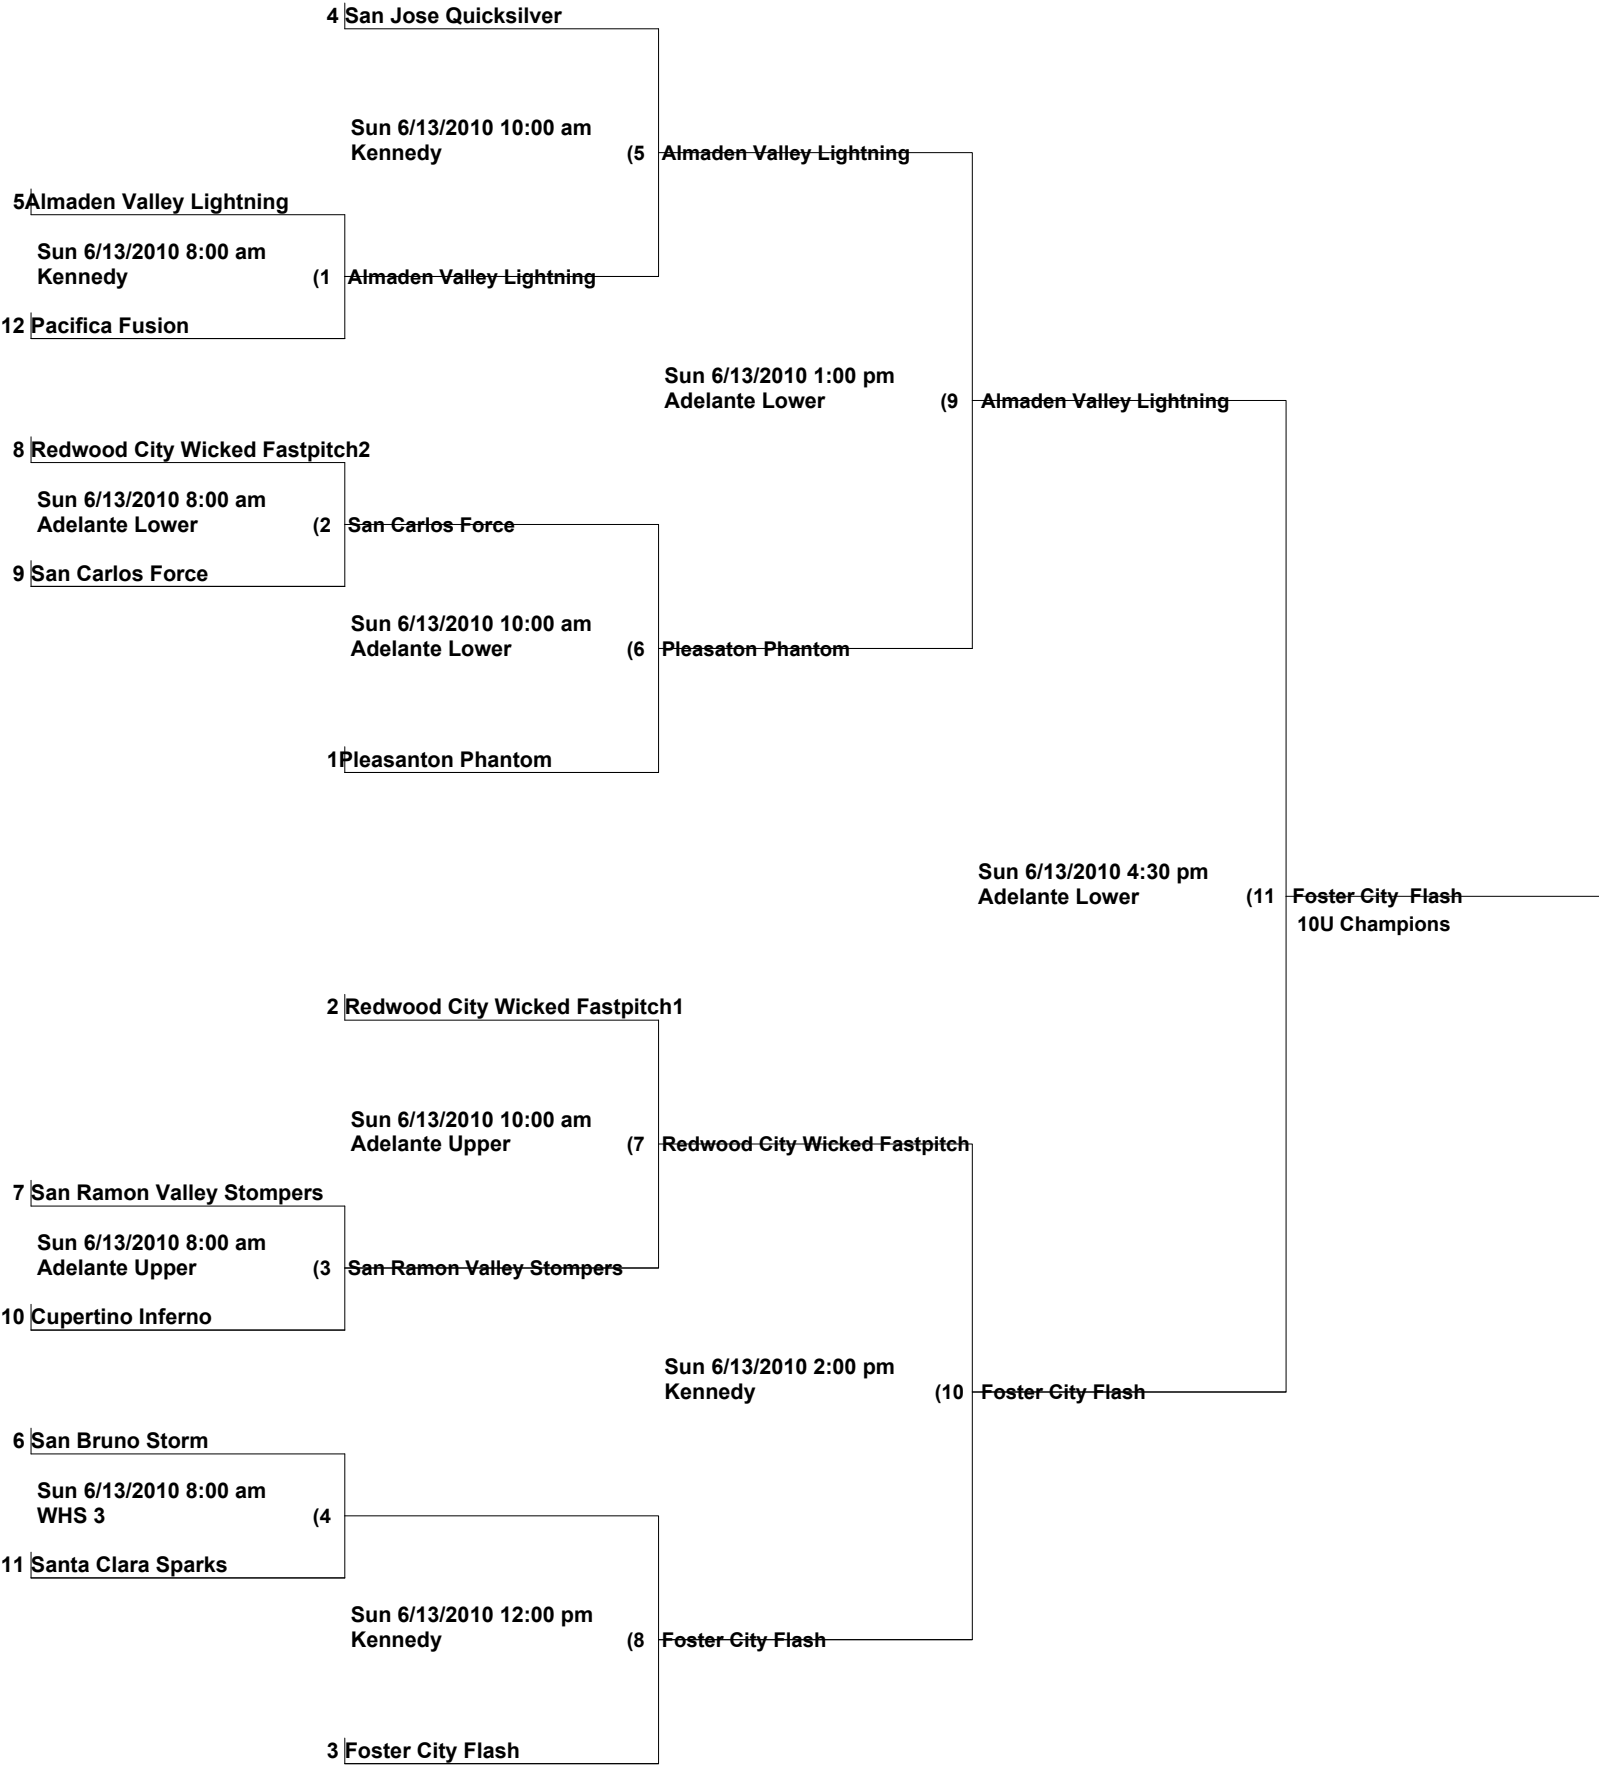 4 San Jose Quicksilver
Sun 6/13/2010 10:00 am
Kennedy (5 Almaden Valley Lightning
5Almaden Valley Lightning
Sun 6/13/2010 8:00 am
Kennedy (1 Almaden Valley Lightning
12 Pacifica Fusion
Sun 6/13/2010 1:00 pm
Adelante Lower (9 Almaden Valley Lightning
8 Redwood City Wicked Fastpitch2
Sun 6/13/2010 8:00 am
Adelante Lower (2 San Carlos Force
9 San Carlos Force
Sun 6/13/2010 10:00 am
Adelante Lower (6 Pleasaton Phantom
1Pleasanton Phantom
Sun 6/13/2010 4:30 pm
Adelante Lower (11 Foster City  Flash
10U Champions
2 Redwood City Wicked Fastpitch1
Sun 6/13/2010 10:00 am
Adelante Upper (7 Redwood City Wicked Fastpitch
7 San Ramon Valley Stompers
Sun 6/13/2010 8:00 am
Adelante Upper (3 San Ramon Valley Stompers
10 Cupertino Inferno
Sun 6/13/2010 2:00 pm
Kennedy (10 Foster City Flash
6 San Bruno Storm
Sun 6/13/2010 8:00 am
WHS 3 (4
11 Santa Clara Sparks
Sun 6/13/2010 12:00 pm
Kennedy (8 Foster City Flash
3 Foster City Flash